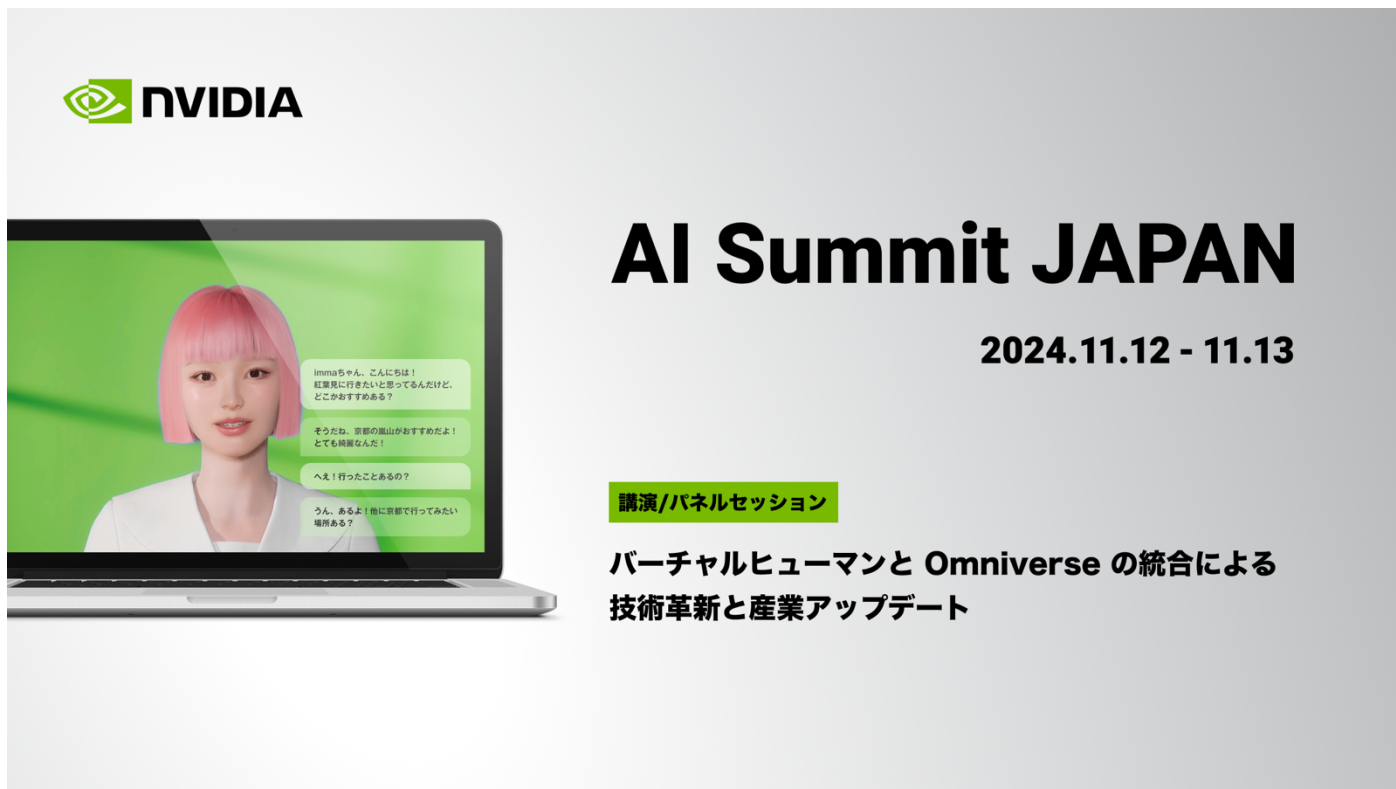 NVIDIA
AI Summit JAPAN
2024.11.12 - 11.13
immaちゃん、こんにちは！
紅葉見に行きたいと思ってるんだけど、
どこかおすすめある？
そうだね、京都の嵐山がおすすめだよ！
とても綺麗なんだ！
へえ！行ったことあるの？
うん、あるよ！他に京都で行ってみたい
場所ある？
講演/パネルセッション
バーチャルヒューマンと Omniverse の統合による
技術革新と産業アップデート